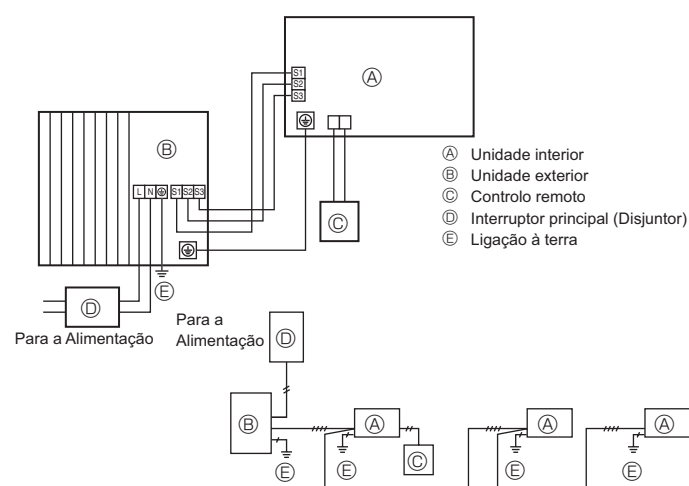 S1
S2
S3
Ⓐ
Ⓑ
L N S1 S2 S3
Ⓒ
Ⓐ Unidade interior
Ⓑ Unidade exterior
Ⓒ Controlo remoto
Ⓓ Interruptor principal (Disjuntor)
Ⓔ Ligação à terra
Ⓔ
Ⓓ
Para a Alimentação
Para a
Alimentação
Ⓓ
Ⓑ
Ⓐ
Ⓐ
Ⓐ
Ⓔ
Ⓔ
Ⓒ
Ⓔ
Ⓔ